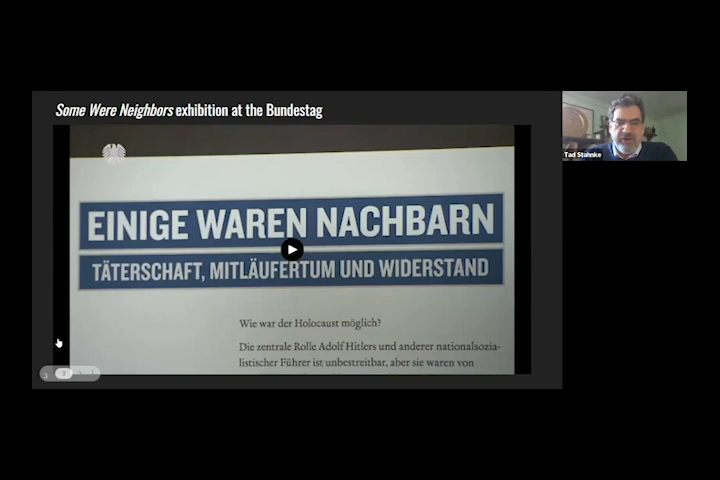 Some Were Neighbors exhibition at the Bundestag
EINIGE WAREN NACHBARN
TÄTERSCHAFT, MITLÄUFERTUM UND WIDERSTAND
Wie war der Holocaust möglich?
Die zentrale Rolle Adolf Hitlers und anderer nationalsozia-
listischer Führer ist unbestreitbar, aber sie waren von
Tad Stahnke